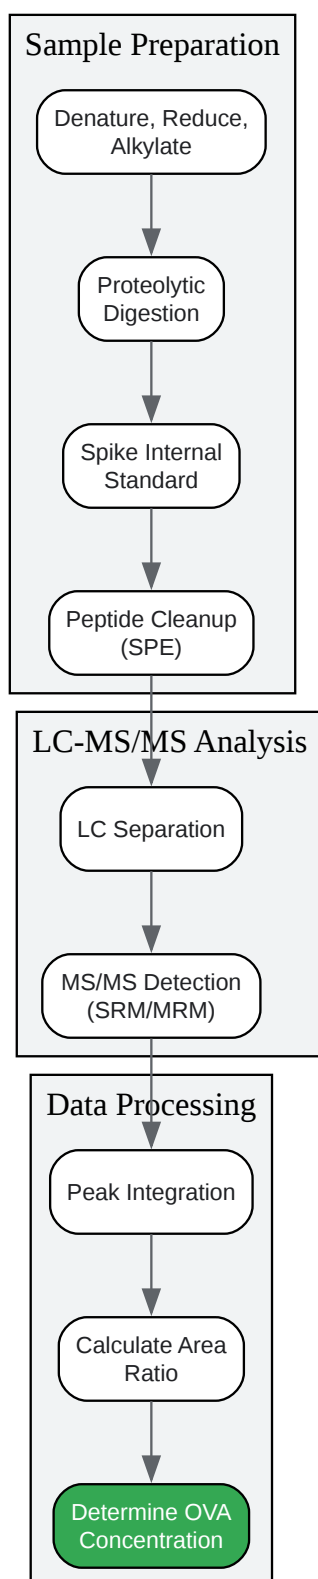 Sample Preparation
Denature, Reduce,
Alkylate
Proteolytic
Digestion
Spike Internal
Standard
Peptide Cleanup
(SPE)
LC-MS/MS Analysis
LC Separation
MS/MS Detection
(SRM/MRM)
Data Processing
Peak Integration
Calculate Area
Ratio
Determine OVA
Concentration